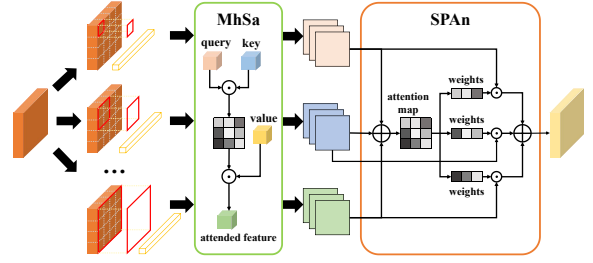 MhSa
SPAn
query
key
value
attended feature
...
attention
map
weights
weights
weights